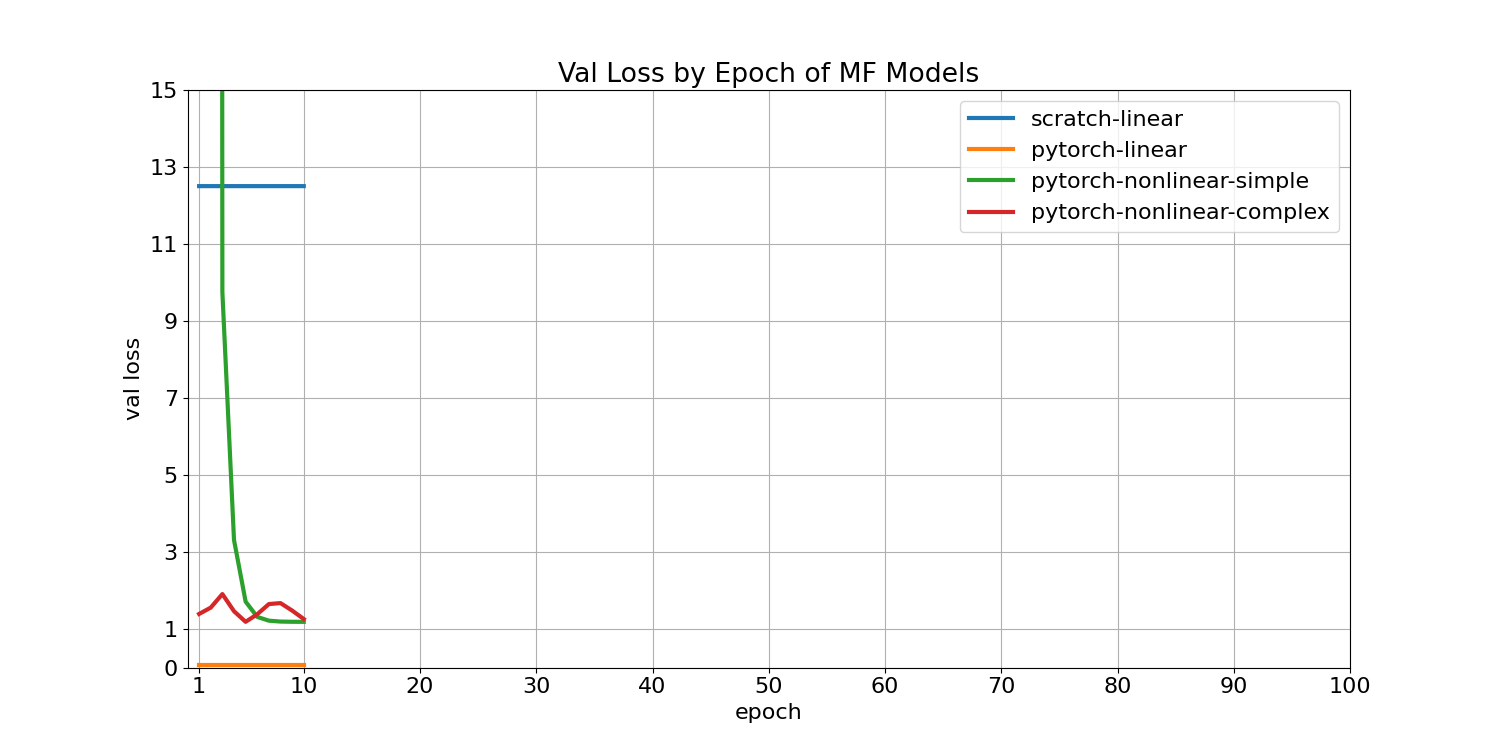 Val Loss by Epoch of MF Models
scratch-linear
pytorch-linear
pytorch-nonlinear-simple
pytorch-nonlinear-complex
val loss
15
13
11
9
7
5
3
1
0
1 10 20 30 40 50 60 70 80 90 100
epoch